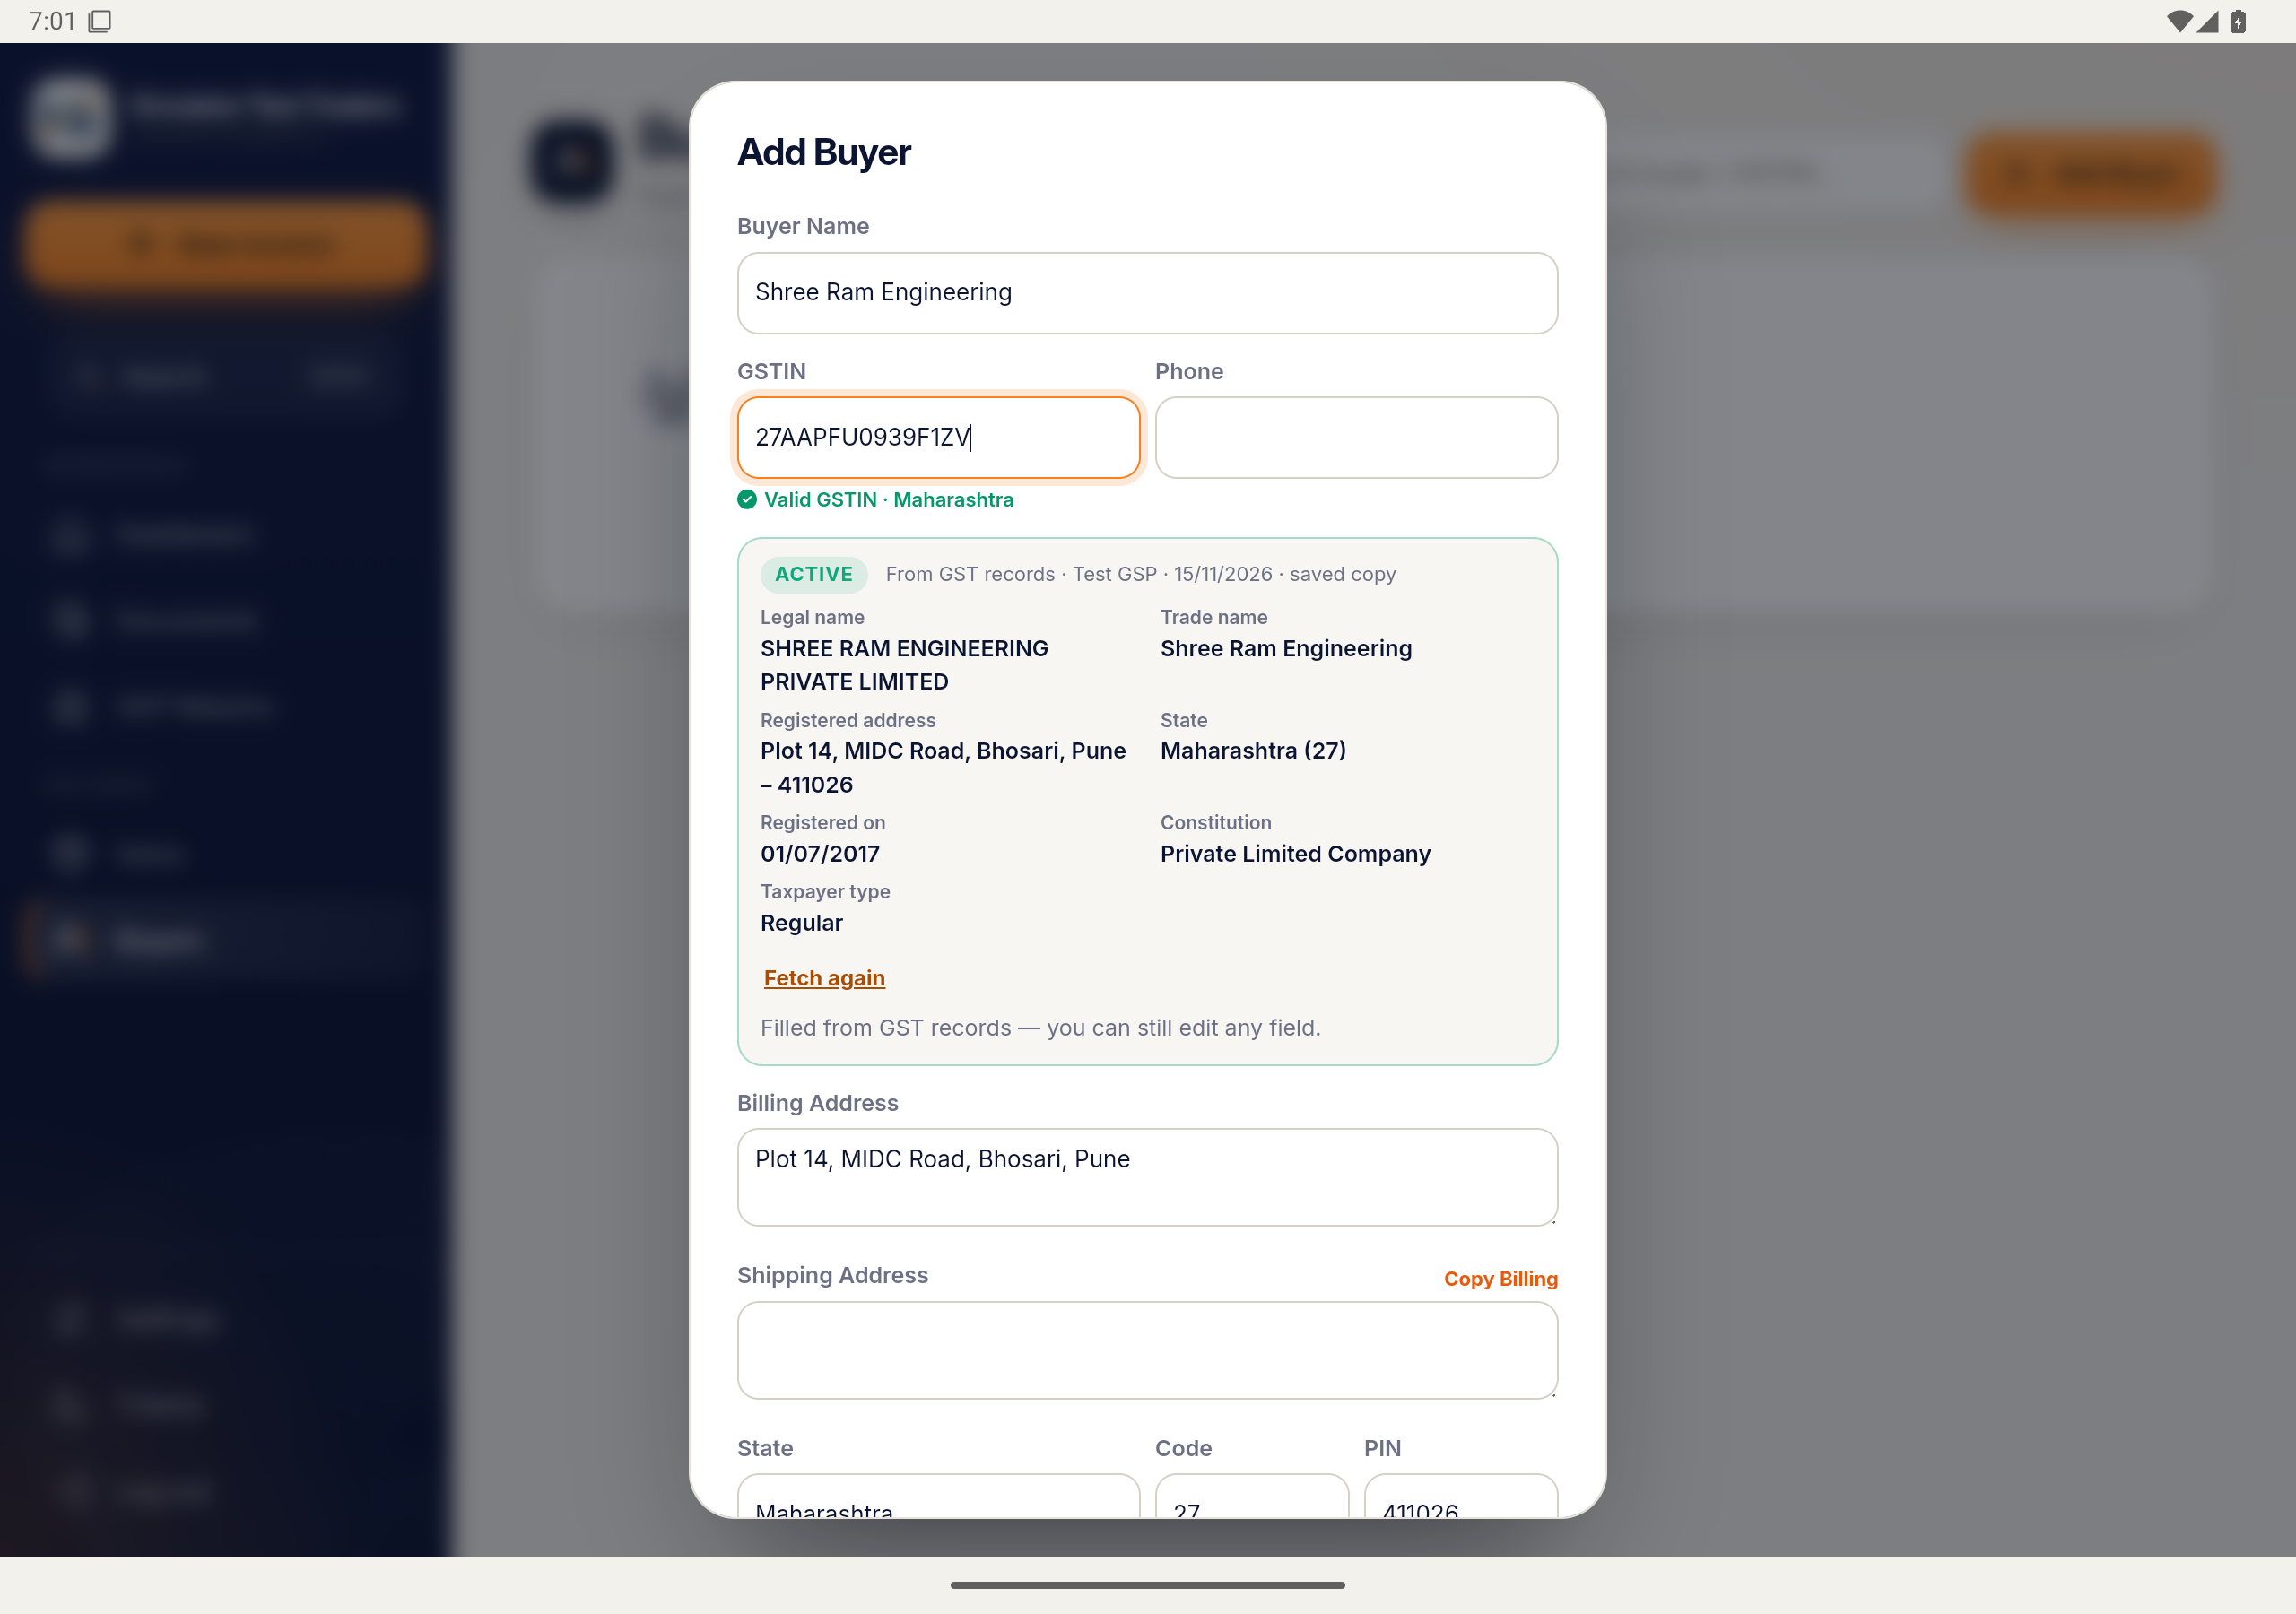 7:01
Add Buyer
Buyer Name
Shree Ram Engineering
GSTIN
Phone
27AAPFU0939F1ZV
Valid GSTIN · Maharashtra
ACTIVE
From GST records · Test GSP · 15/11/2026 · saved copy
Legal name
Trade name
SHREE RAM ENGINEERING
PRIVATE LIMITED
Shree Ram Engineering
Registered address
State
Plot 14, MIDC Road, Bhosari, Pune
– 411026
Maharashtra (27)
Registered on
Constitution
01/07/2017
Private Limited Company
Taxpayer type
Regular
Fetch again
Filled from GST records — you can still edit any field.
Billing Address
Plot 14, MIDC Road, Bhosari, Pune
Shipping Address
Copy Billing
State
Code
PIN
Maharashtra
27
411026